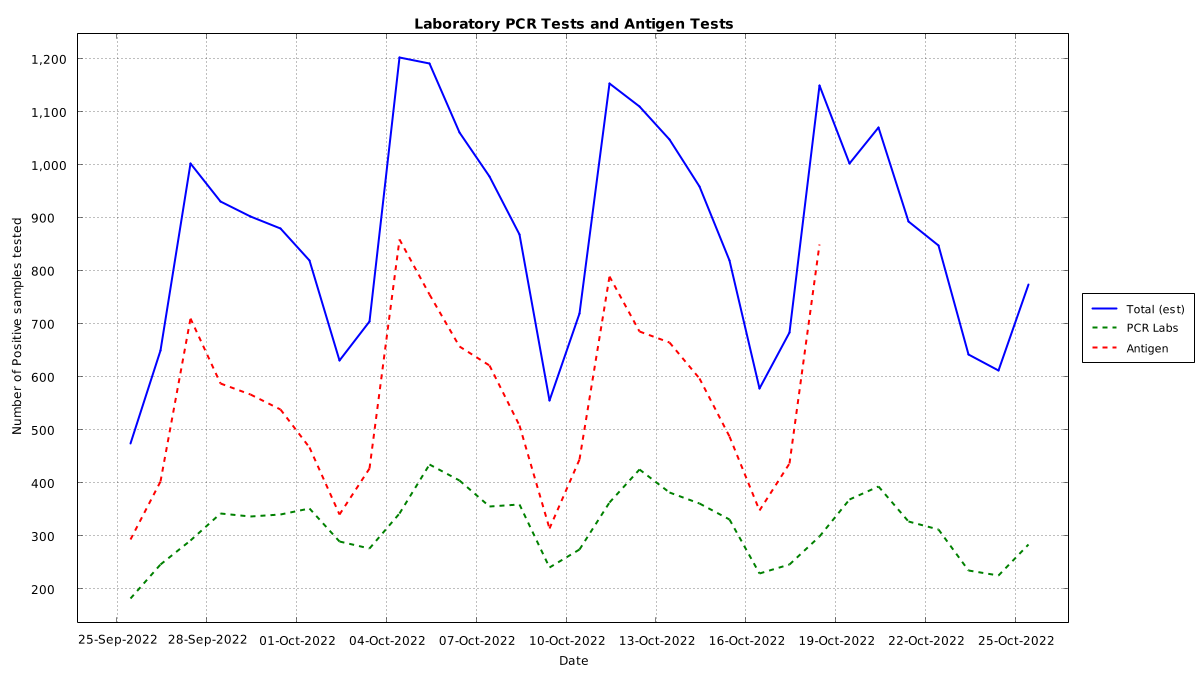 Laboratory PCR Tests and Antigen Tests
1,200
1,100
1,000
900
800
700
600
500
400
300
200
Number of Positive samples tested
25-Sep-2022 28-Sep-2022 01-Oct-2022 04-Oct-2022 07-Oct-2022 10-Oct-2022 13-Oct-2022 16-Oct-2022 19-Oct-2022 22-Oct-2022 25-Oct-2022
Date
Total (est)
PCR Labs
Antigen